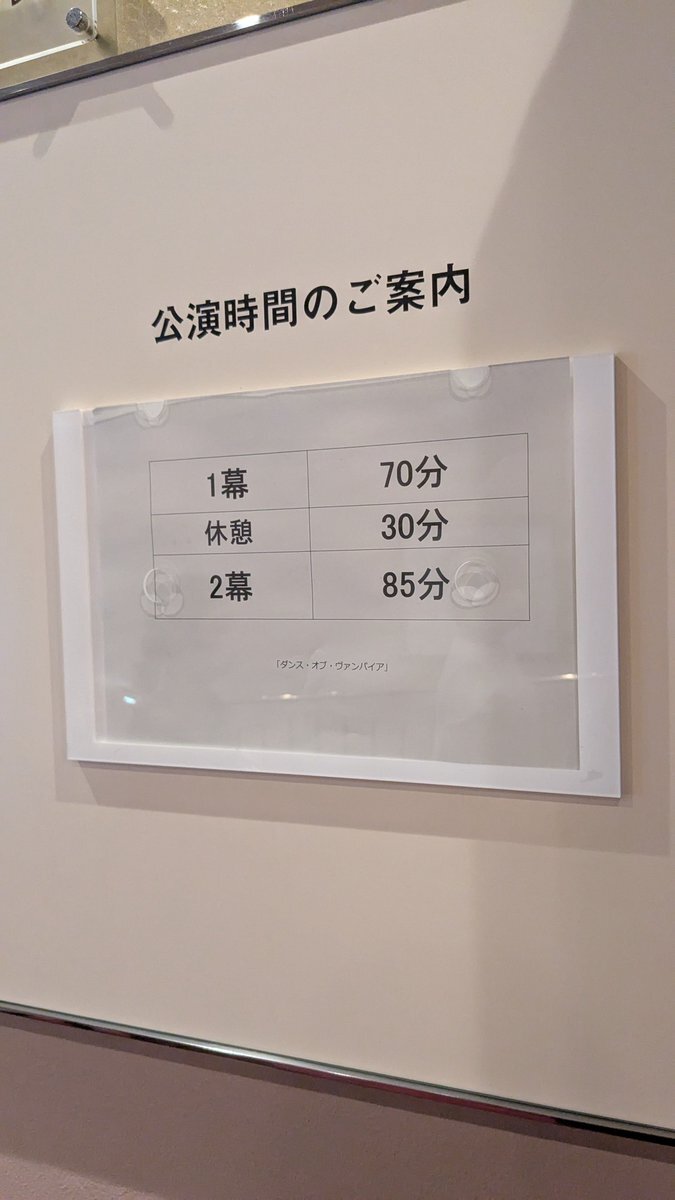 公演時間のご案内
1幕 70分
休憩 30分
2幕 85分
「ダンス・オブ・ヴァンパイア」